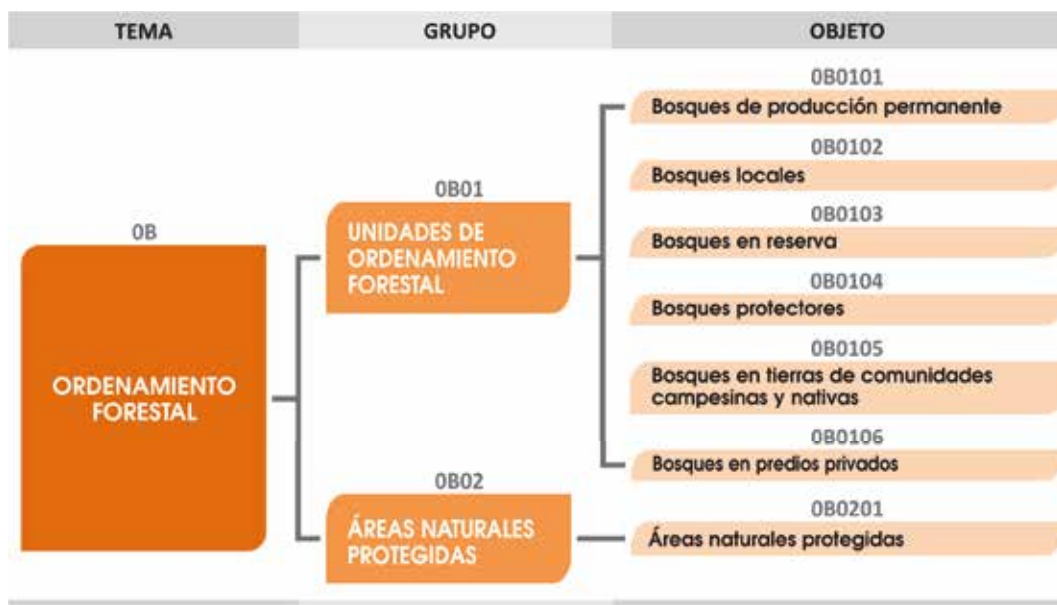 TEMA
GRUPO
OBJETO
0B
ORDENAMIENTO
FORESTAL
0B01
UNIDADES DE
ORDENAMIENTO
FORESTAL
0B02
ÁREAS NATURALES
PROTEGIDAS
0B0101
Bosques de producción permanente
0B0102
Bosques locales
0B0103
Bosques en reserva
0B0104
Bosques protectores
0B0105
Bosques en tierras de comunidades
campesinas y nativas
0B0106
Bosques en predios privados
0B0201
Áreas naturales protegidas